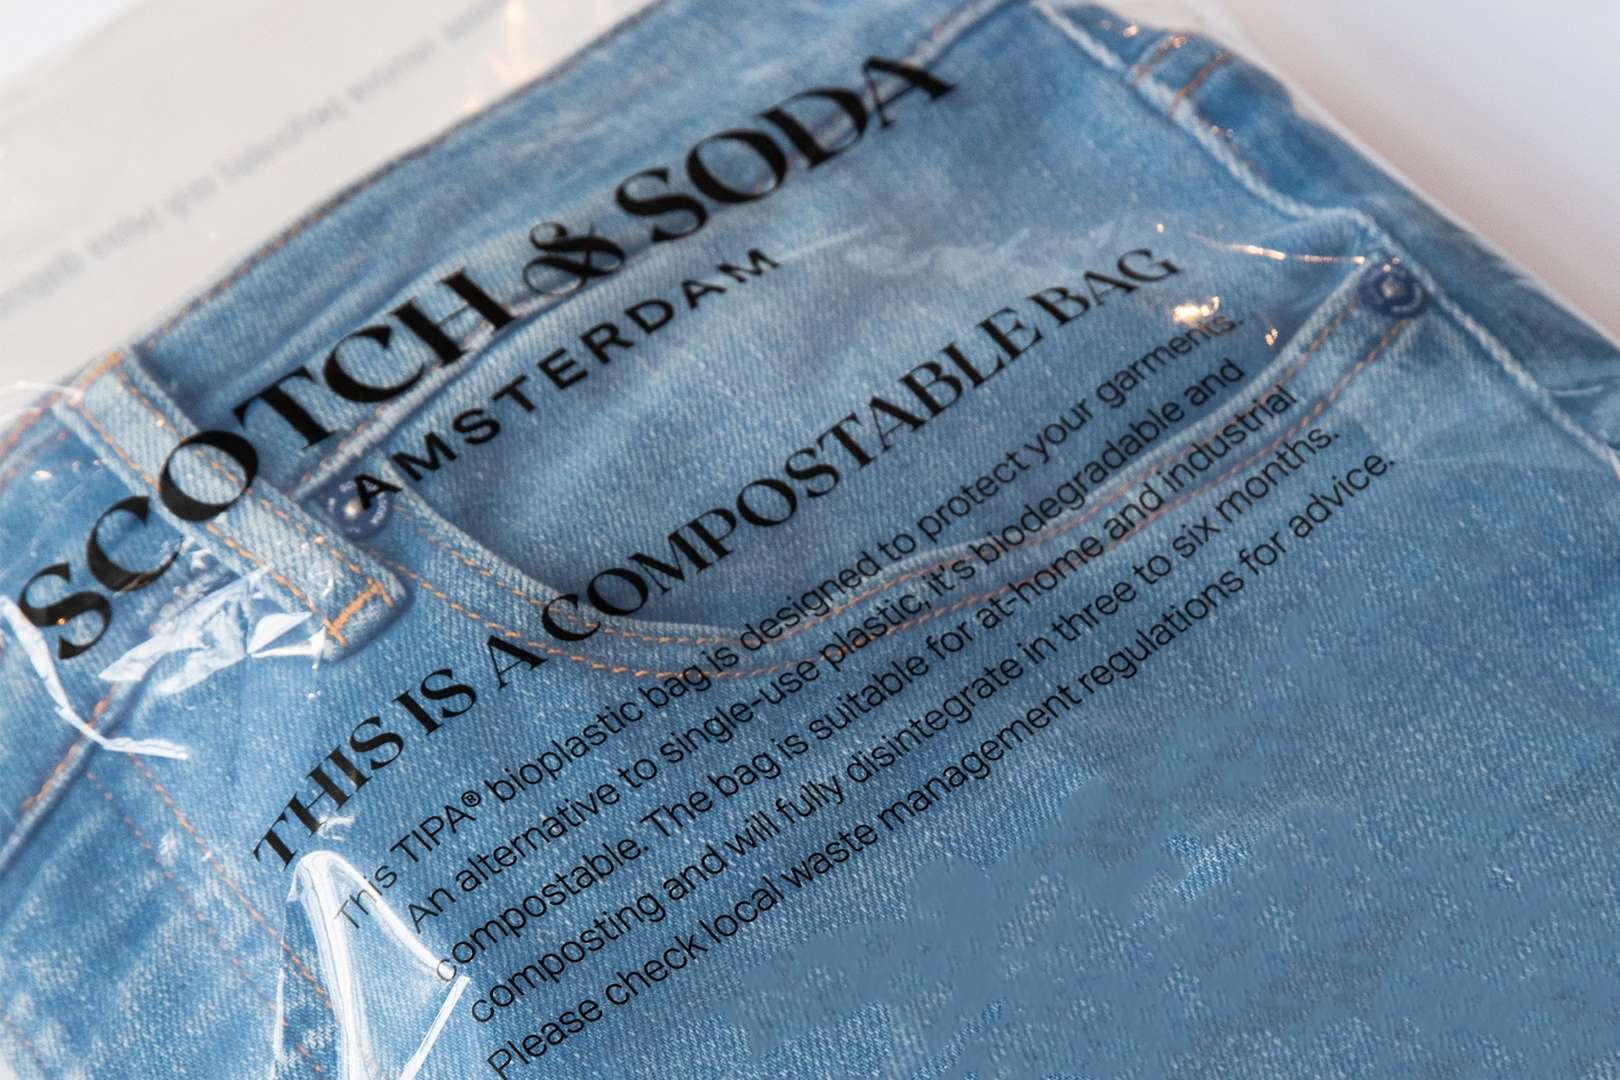 SCOTCH & SODA
AMSTERDAM
THIS IS A COMPOSTABLE BAG
This TIPA® bioplastic bag is designed to protect your garments.
An alternative to single-use plastic, it's biodegradable and
compostable. The bag is suitable for at-home and industrial
composting and will fully disintegrate in three to six months.
Please check local waste management regulations for advice.